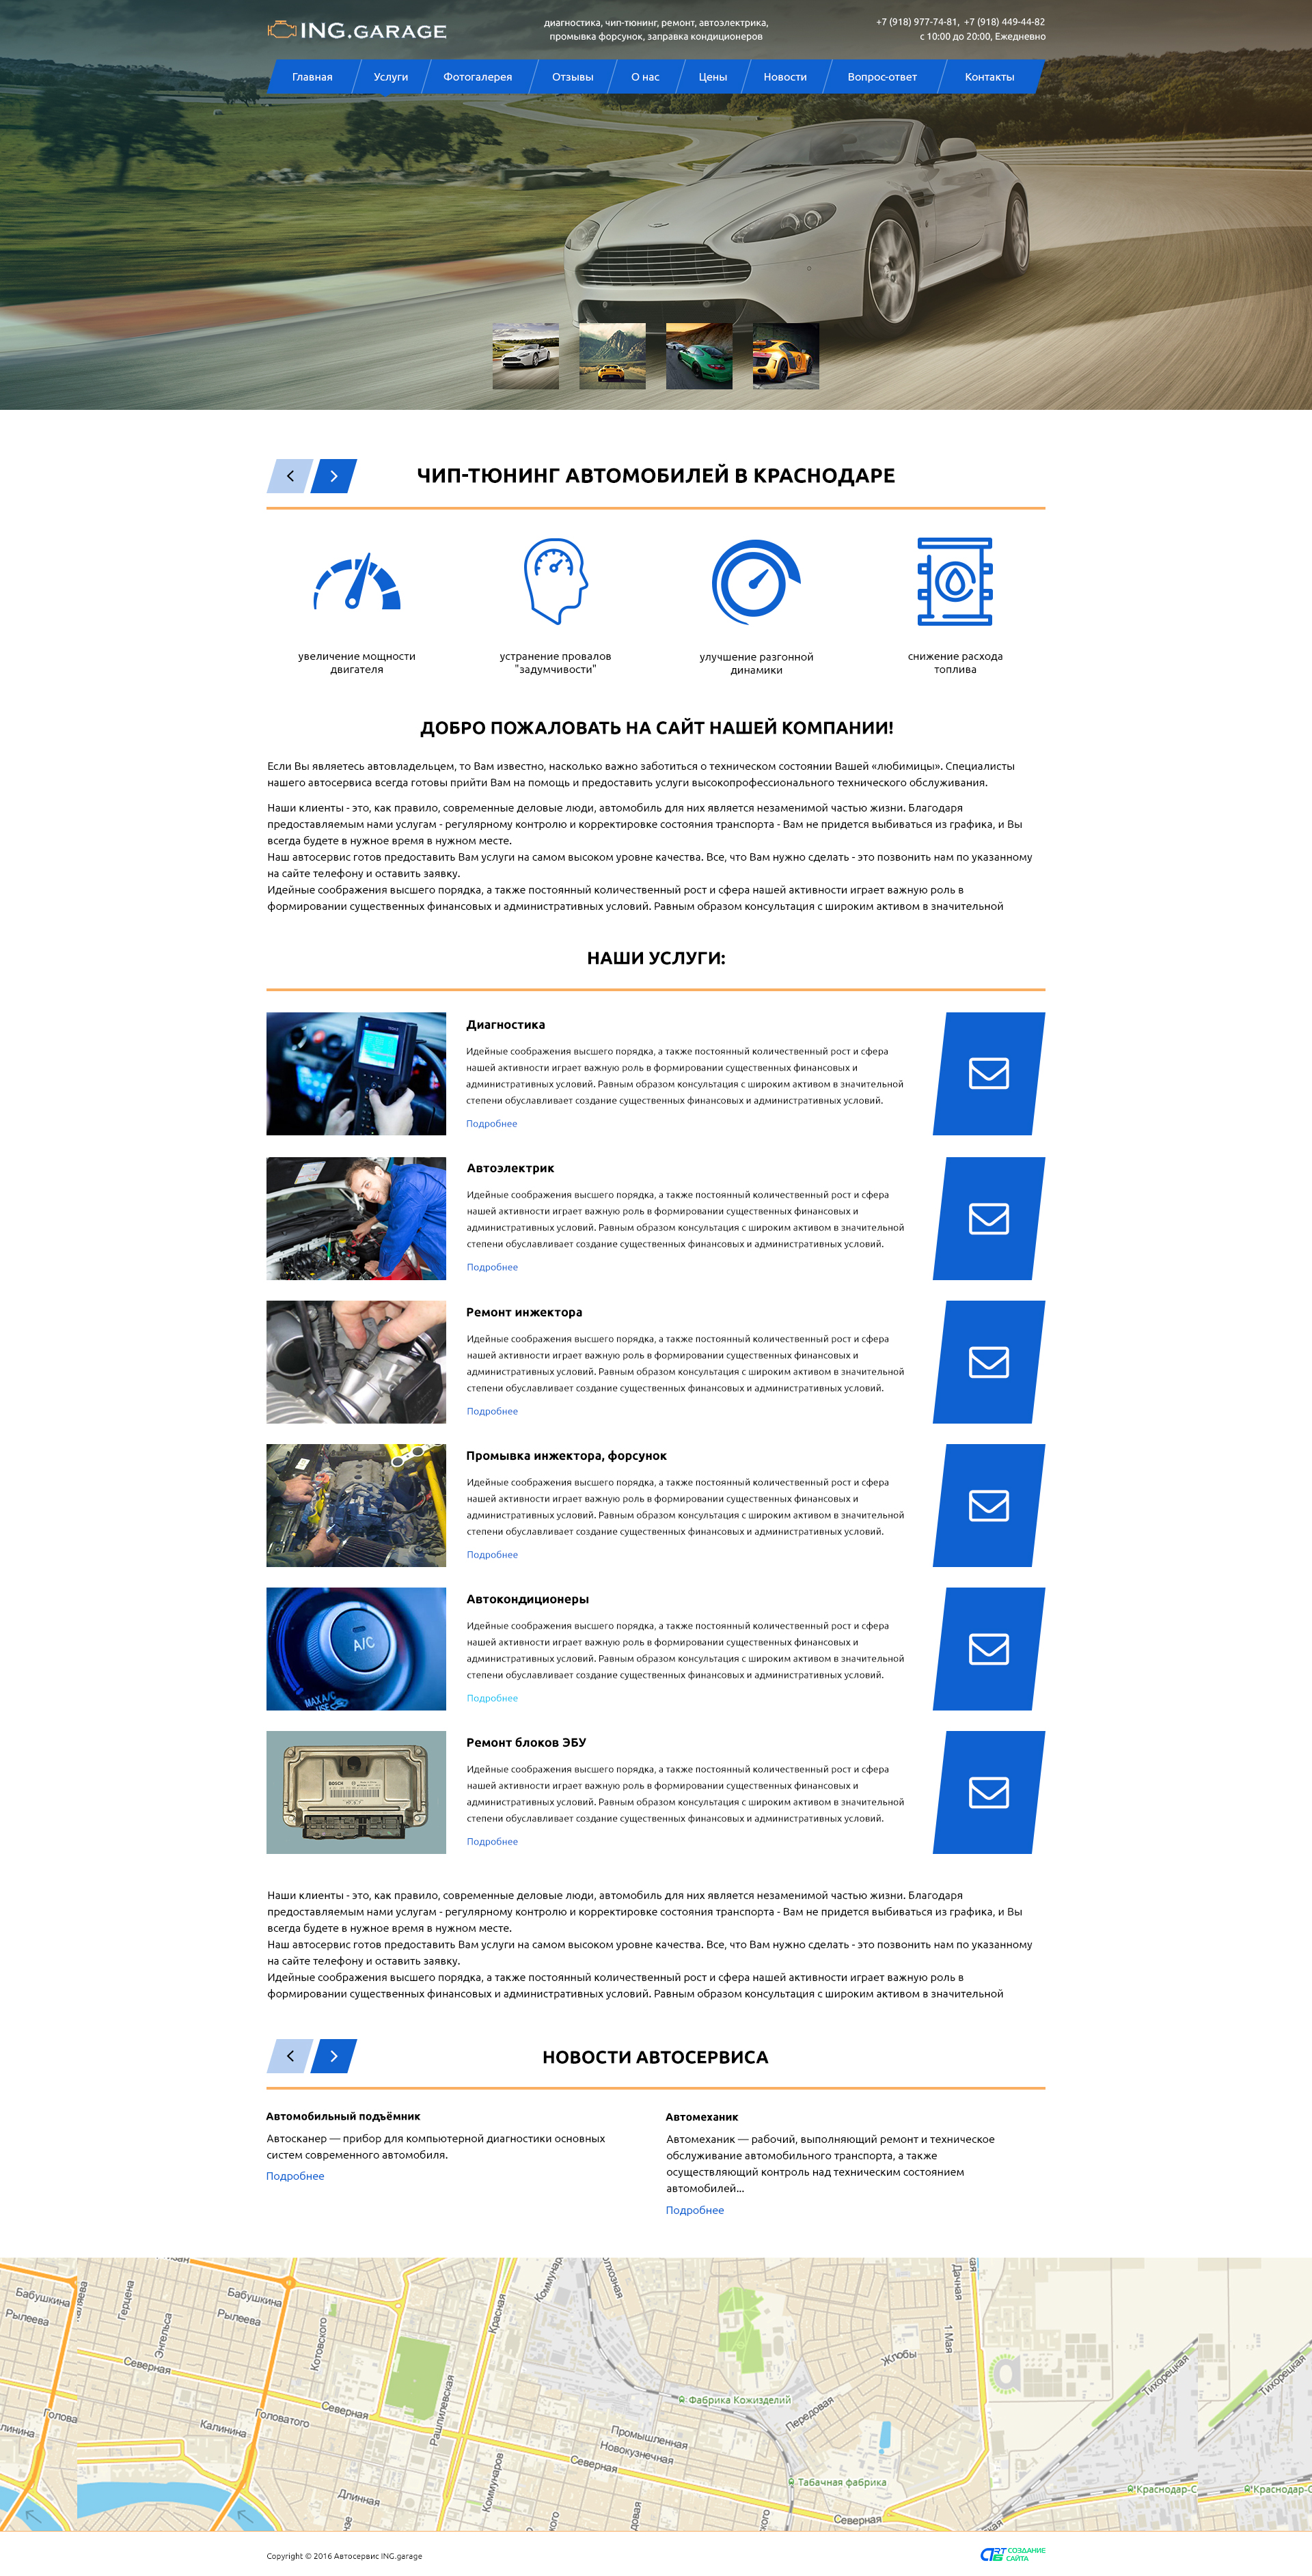 ING.GARAGE
диагностика, чип-тюнинг, ремонт, автоэлектрика,
промывка форсунок, заправка кондиционеров
+7 (918) 977-74-81, +7 (918) 449-44-82
с 10:00 до 20:00, Ежедневно
Главная Услуги Фотогалерея Отзывы О нас Цены Новости Вопрос-ответ Контакты
ЧИП-ТЮНИНГ АВТОМОБИЛЕЙ В КРАСНОДАРЕ
увеличение мощности
двигателя
устранение провалов
"задумчивости"
улучшение разгонной
динамики
снижение расхода
топлива
ДОБРО ПОЖАЛОВАТЬ НА САЙТ НАШЕЙ КОМПАНИИ!
Если Вы являетесь автовладельцем, то Вам известно, насколько важно заботиться о техническом состоянии Вашей «любимицы». Специалисты
нашего автосервиса всегда готовы прийти Вам на помощь и предоставить услуги высокопрофессионального технического обслуживания.
Наши клиенты - это, как правило, современные деловые люди, автомобиль для них является незаменимой частью жизни. Благодаря
предоставляемым нами услугам - регулярному контролю и корректировке состояния транспорта - Вам не придется выбиваться из графика, и Вы
всегда будете в нужное время в нужном месте.
Наш автосервис готов предоставить Вам услуги на самом высоком уровне качества. Все, что Вам нужно сделать - это позвонить нам по указанному
на сайте телефону и оставить заявку.
Идейные соображения высшего порядка, а также постоянный количественный рост и сфера нашей активности играет важную роль в
формировании существенных финансовых и административных условий. Равным образом консультация с широким активом в значительной
НАШИ УСЛУГИ:
Диагностика
Идейные соображения высшего порядка, а также постоянный количественный рост и сфера
нашей активности играет важную роль в формировании существенных финансовых и
административных условий. Равным образом консультация с широким активом в значительной
степени обуславливает создание существенных финансовых и административных условий.
Подробнее
Автоэлектрик
Идейные соображения высшего порядка, а также постоянный количественный рост и сфера
нашей активности играет важную роль в формировании существенных финансовых и
административных условий. Равным образом консультация с широким активом в значительной
степени обуславливает создание существенных финансовых и административных условий.
Подробнее
Ремонт инжектора
Идейные соображения высшего порядка, а также постоянный количественный рост и сфера
нашей активности играет важную роль в формировании существенных финансовых и
административных условий. Равным образом консультация с широким активом в значительной
степени обуславливает создание существенных финансовых и административных условий.
Подробнее
Промывка инжектора, форсунок
Идейные соображения высшего порядка, а также постоянный количественный рост и сфера
нашей активности играет важную роль в формировании существенных финансовых и
административных условий. Равным образом консультация с широким активом в значительной
степени обуславливает создание существенных финансовых и административных условий.
Подробнее
A/C
MAX A/C
USE
Автокондиционеры
Идейные соображения высшего порядка, а также постоянный количественный рост и сфера
нашей активности играет важную роль в формировании существенных финансовых и
административных условий. Равным образом консультация с широким активом в значительной
степени обуславливает создание существенных финансовых и административных условий.
Подробнее
BOSCH
Ремонт блоков ЭБУ
Идейные соображения высшего порядка, а также постоянный количественный рост и сфера
нашей активности играет важную роль в формировании существенных финансовых и
административных условий. Равным образом консультация с широким активом в значительной
степени обуславливает создание существенных финансовых и административных условий.
Подробнее
Наши клиенты - это, как правило, современные деловые люди, автомобиль для них является незаменимой частью жизни. Благодаря
предоставляемым нами услугам - регулярному контролю и корректировке состояния транспорта - Вам не придется выбиваться из графика, и Вы
всегда будете в нужное время в нужном месте.
Наш автосервис готов предоставить Вам услуги на самом высоком уровне качества. Все, что Вам нужно сделать - это позвонить нам по указанному
на сайте телефону и оставить заявку.
Идейные соображения высшего порядка, а также постоянный количественный рост и сфера нашей активности играет важную роль в
формировании существенных финансовых и административных условий. Равным образом консультация с широким активом в значительной
НОВОСТИ АВТОСЕРВИСА
Автомобильный подъёмник
Автосканер — прибор для компьютерной диагностики основных
систем современного автомобиля.
Подробнее
Автомеханик
Автомеханик — рабочий, выполняющий ремонт и техническое
обслуживание автомобильного транспорта, а также
осуществляющий контроль над техническим состоянием
автомобилей...
Подробнее
Бабушкина
Рылеева
Герцена
Энгельса
Бабушкина
Рылеева
Котовского
Красная
Дачная
1 Мая
Жлобы
Северная
Северная
Головатого
Калинина
Рашпилевская
Фабрика Кожизделий
Передовая
Тихорецкая
Тихорецкая
Промышленная
Новокузнечная
Северная
Коммунаров
Длинная
Табачная фабрика
Северная
Краснодар-С
Краснодар-С
Copyright © 2016 Автосервис ING.garage
АРТ
СОЗДАНИЕ
САЙТА